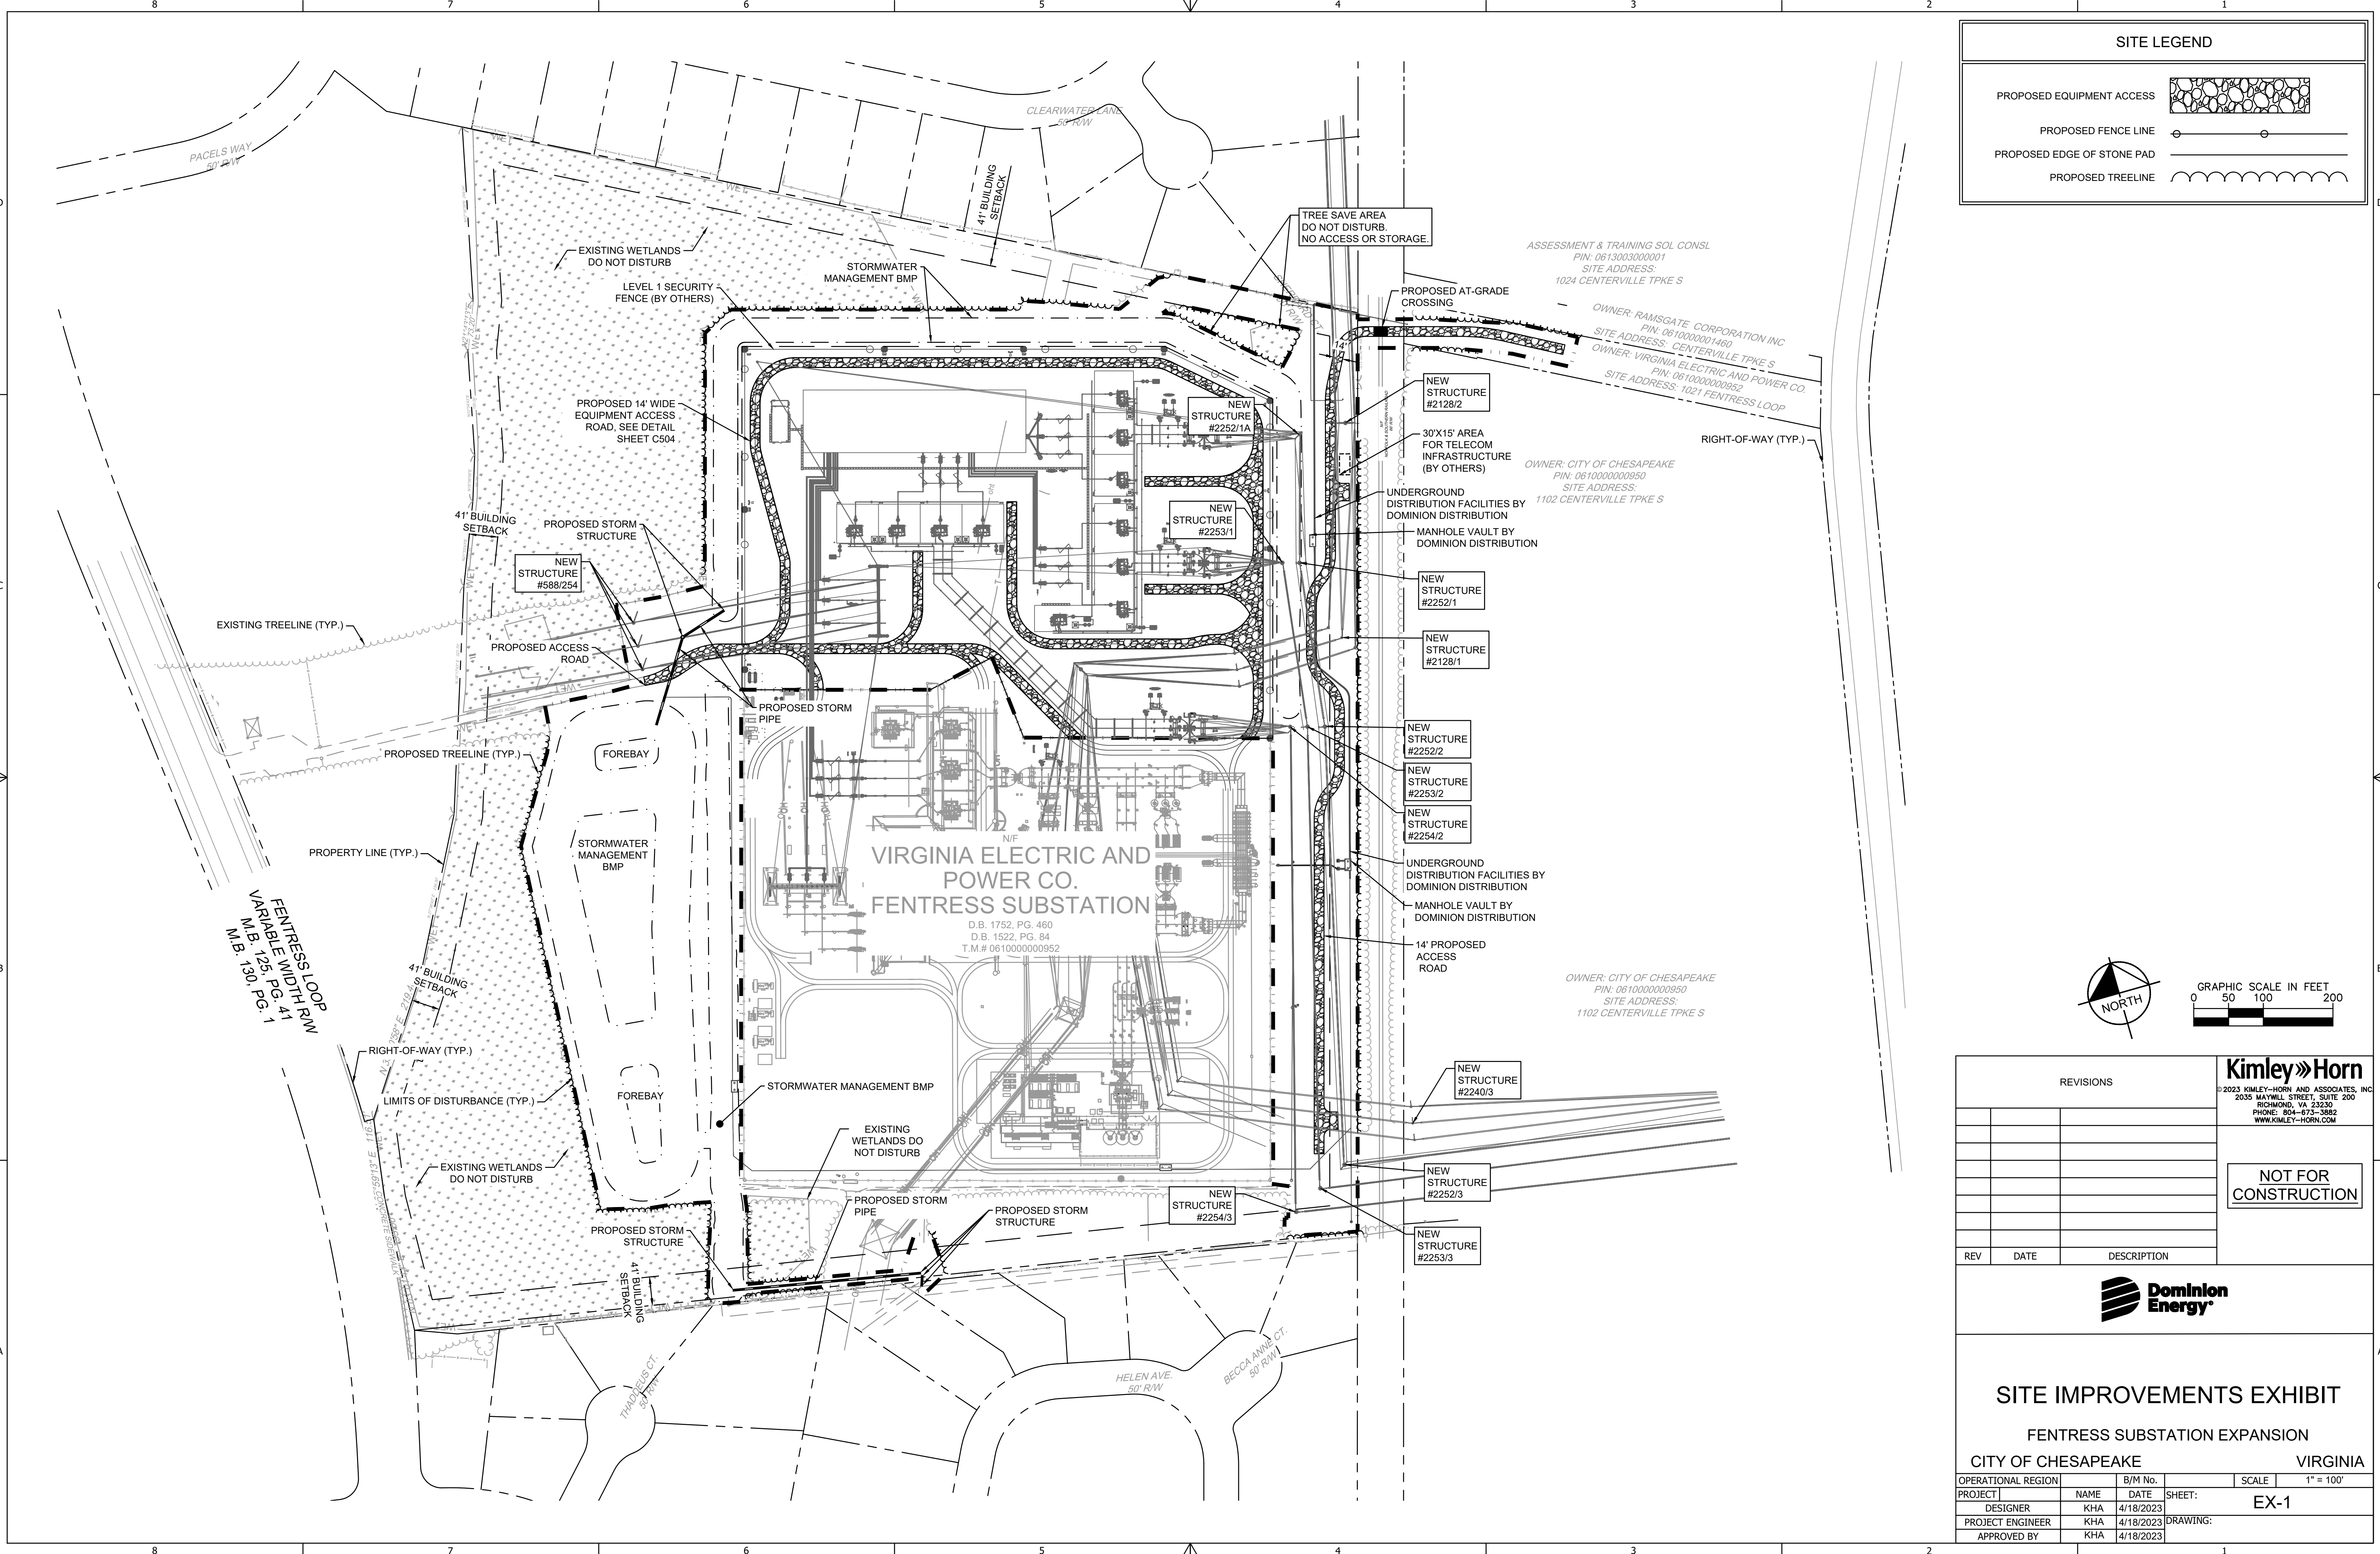 8 7 6 5 4 3 2 1
SITE LEGEND
PROPOSED EQUIPMENT ACCESS
PROPOSED FENCE LINE
PROPOSED EDGE OF STONE PAD
PROPOSED TREELINE
PACELS WAY
50' R/W
CLEARWATER LANE
50' R/W
41' BUILDING
SETBACK
TREE SAVE AREA
DO NOT DISTURB.
NO ACCESS OR STORAGE.
EXISTING WETLANDS
DO NOT DISTURB
STORMWATER
MANAGEMENT BMP
LEVEL 1 SECURITY
FENCE (BY OTHERS)
ASSESSMENT & TRAINING SOL CONSL
PIN: 0613003000001
SITE ADDRESS:
1024 CENTERVILLE TPKE S
PROPOSED AT-GRADE
CROSSING
OWNER: RAMSGATE CORPORATION INC
PIN: 0610000001460
SITE ADDRESS: CENTERVILLE TPKE S
OWNER: VIRGINIA ELECTRIC AND POWER CO.
PIN: 0610000000952
SITE ADDRESS: 1021 FENTRESS LOOP
14'
PROPOSED 14' WIDE
EQUIPMENT ACCESS
ROAD, SEE DETAIL
SHEET C504
NEW
STRUCTURE
#2252/1A
NEW
STRUCTURE
#2128/2
30'X15' AREA
FOR TELECOM
INFRASTRUCTURE
(BY OTHERS)
RIGHT-OF-WAY (TYP.)
OWNER: CITY OF CHESAPEAKE
PIN: 0610000000950
SITE ADDRESS:
1102 CENTERVILLE TPKE S
UNDERGROUND
DISTRIBUTION FACILITIES BY
DOMINION DISTRIBUTION
41' BUILDING
SETBACK
PROPOSED STORM
STRUCTURE
NEW
STRUCTURE
#2253/1
MANHOLE VAULT BY
DOMINION DISTRIBUTION
NEW
STRUCTURE
#588/254
NEW
STRUCTURE
#2252/1
EXISTING TREELINE (TYP.)
PROPOSED ACCESS
ROAD
NEW
STRUCTURE
#2128/1
PROPOSED STORM
PIPE
PROPOSED TREELINE (TYP.)
FOREBAY
NEW
STRUCTURE
#2252/2
NEW
STRUCTURE
#2253/2
NEW
STRUCTURE
#2254/2
PROPERTY LINE (TYP.)
STORMWATER
MANAGEMENT
BMP
N/F
VIRGINIA ELECTRIC AND
POWER CO.
FENTRESS SUBSTATION
D.B. 1752, PG. 460
D.B. 1522, PG. 84
T.M.# 0610000000952
UNDERGROUND
DISTRIBUTION FACILITIES BY
DOMINION DISTRIBUTION
MANHOLE VAULT BY
DOMINION DISTRIBUTION
14' PROPOSED
ACCESS
ROAD
FENTRESS LOOP
VARIABLE WIDTH R/W
M.B. 125, PG. 41
M.B. 130, PG. 1
41' BUILDING
SETBACK
OWNER: CITY OF CHESAPEAKE
PIN: 0610000000950
SITE ADDRESS:
1102 CENTERVILLE TPKE S
NORTH
GRAPHIC SCALE IN FEET
0 50 100 200
RIGHT-OF-WAY (TYP.)
LIMITS OF DISTURBANCE (TYP.)
FOREBAY
STORMWATER MANAGEMENT BMP
NEW
STRUCTURE
#2240/3
EXISTING
WETLANDS DO
NOT DISTURB
EXISTING WETLANDS
DO NOT DISTURB
NEW
STRUCTURE
#2252/3
PROPOSED STORM
PIPE
PROPOSED STORM
STRUCTURE
NEW
STRUCTURE
#2254/3
PROPOSED STORM
STRUCTURE
NEW
STRUCTURE
#2253/3
41' BUILDING
SETBACK
THADDEUS CT.
50' R/W
HELEN AVE.
50' R/W
BECCA ANNE CT.
50' R/W
REVISIONS
Kimley»Horn
© 2023 KIMLEY-HORN AND ASSOCIATES, INC.
2035 MAYWILL STREET, SUITE 200
RICHMOND, VA 23230
PHONE: 804-673-3882
WWW.KIMLEY-HORN.COM
NOT FOR
CONSTRUCTION
REV DATE DESCRIPTION
Dominion
Energy®
SITE IMPROVEMENTS EXHIBIT
FENTRESS SUBSTATION EXPANSION
CITY OF CHESAPEAKE VIRGINIA
OPERATIONAL REGION B/M No. SCALE 1" = 100'
PROJECT NAME DATE SHEET: EX-1
DESIGNER KHA 4/18/2023
PROJECT ENGINEER KHA 4/18/2023 DRAWING:
APPROVED BY KHA 4/18/2023
8 7 6 5 4 3 2 1